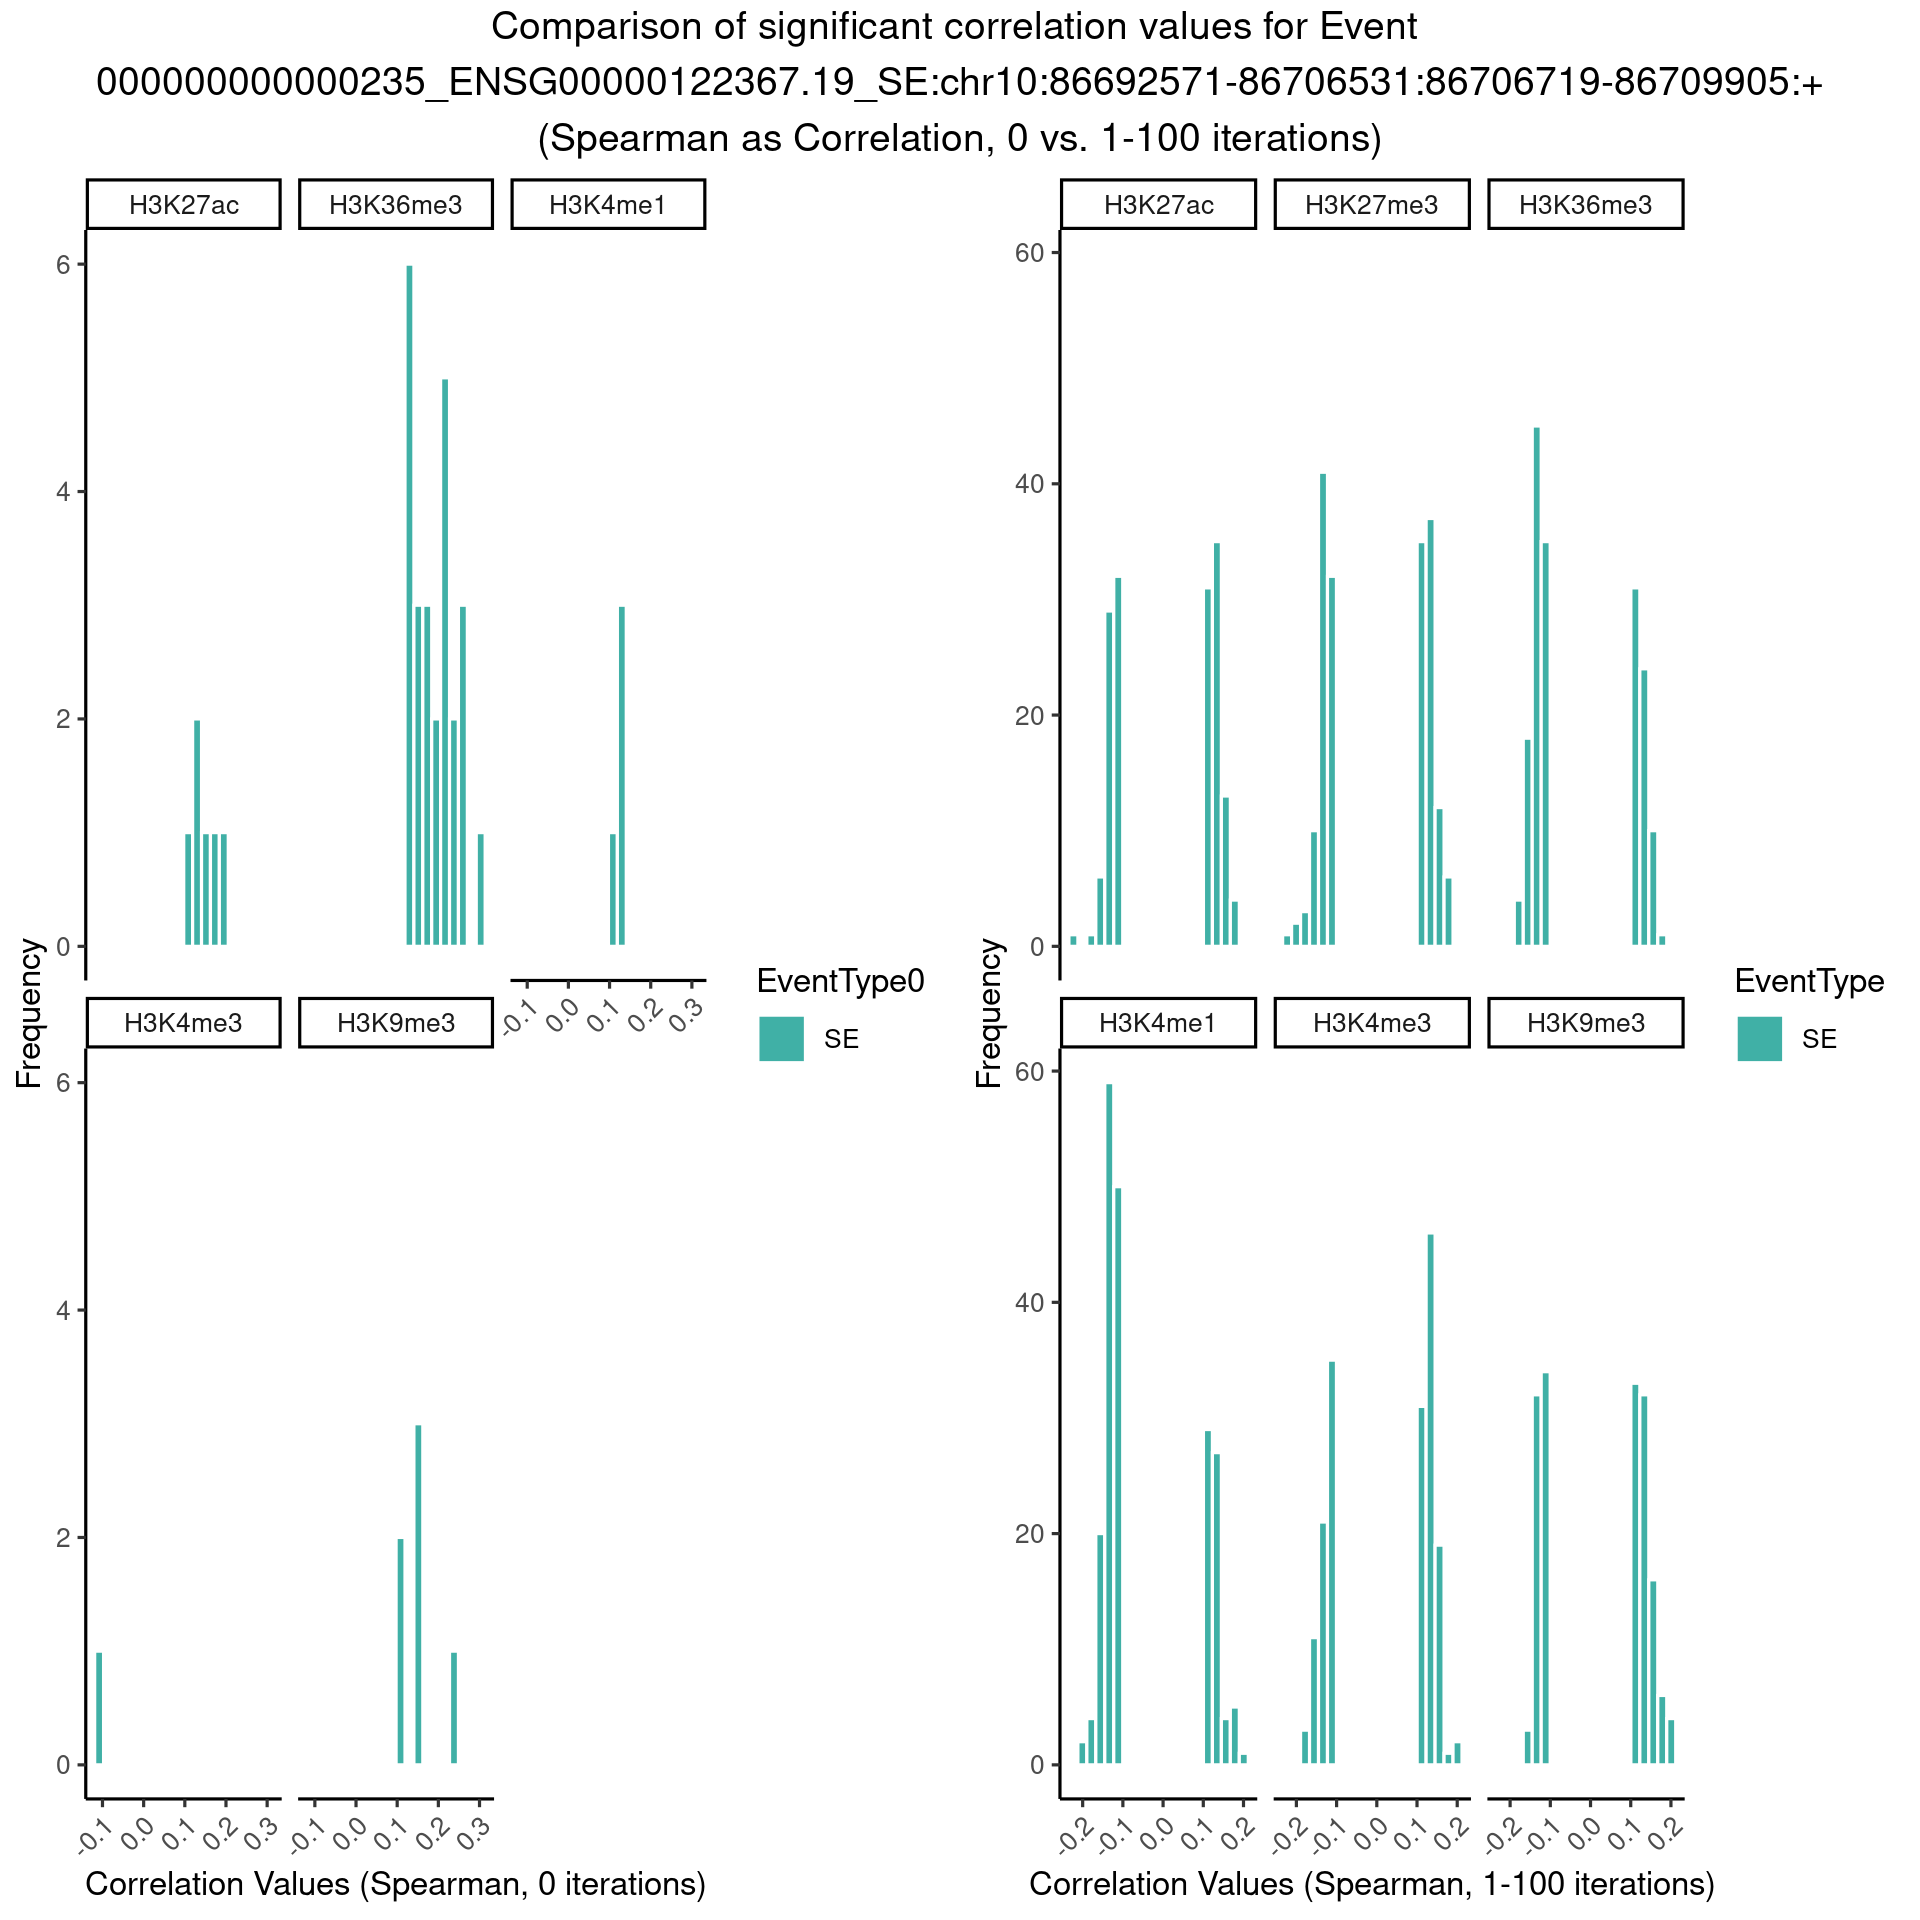 Comparison of significant correlation values for Event
000000000000235_ENSG00000122367.19_SE:chr10:86692571-86706531:86706719-86709905:+
(Spearman as Correlation, 0 vs. 1-100 iterations)
H3K27ac H3K36me3 H3K4me1
6
4
2
0
-0.1 0.0 0.1 0.2 0.3
H3K4me3 H3K9me3
6
4
2
0
-0.1 0.0 0.1 0.2 0.3 -0.1 0.0 0.1 0.2 0.3
Frequency
Correlation Values (Spearman, 0 iterations)
EventType0
SE
H3K27ac H3K27me3 H3K36me3
60
40
20
0
H3K4me1 H3K4me3 H3K9me3
60
40
20
0
-0.2 -0.1 0.0 0.1 0.2 -0.2 -0.1 0.0 0.1 0.2 -0.2 -0.1 0.0 0.1 0.2
Frequency
Correlation Values (Spearman, 1-100 iterations)
EventType
SE